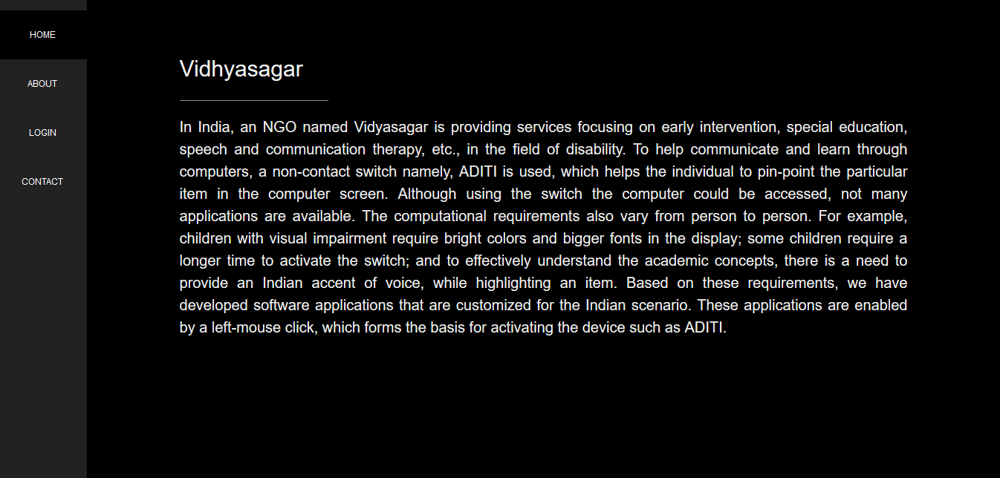 HOME
ABOUT
LOGIN
CONTACT
Vidhyasagar
In India, an NGO named Vidyasagar is providing services focusing on early intervention, special education,
speech and communication therapy, etc., in the field of disability. To help communicate and learn through
computers, a non-contact switch namely, ADITI is used, which helps the individual to pin-point the particular
item in the computer screen. Although using the switch the computer could be accessed, not many
applications are available. The computational requirements also vary from person to person. For example,
children with visual impairment require bright colors and bigger fonts in the display; some children require a
longer time to activate the switch; and to effectively understand the academic concepts, there is a need to
provide an Indian accent of voice, while highlighting an item. Based on these requirements, we have
developed software applications that are customized for the Indian scenario. These applications are enabled
by a left-mouse click, which forms the basis for activating the device such as ADITI.